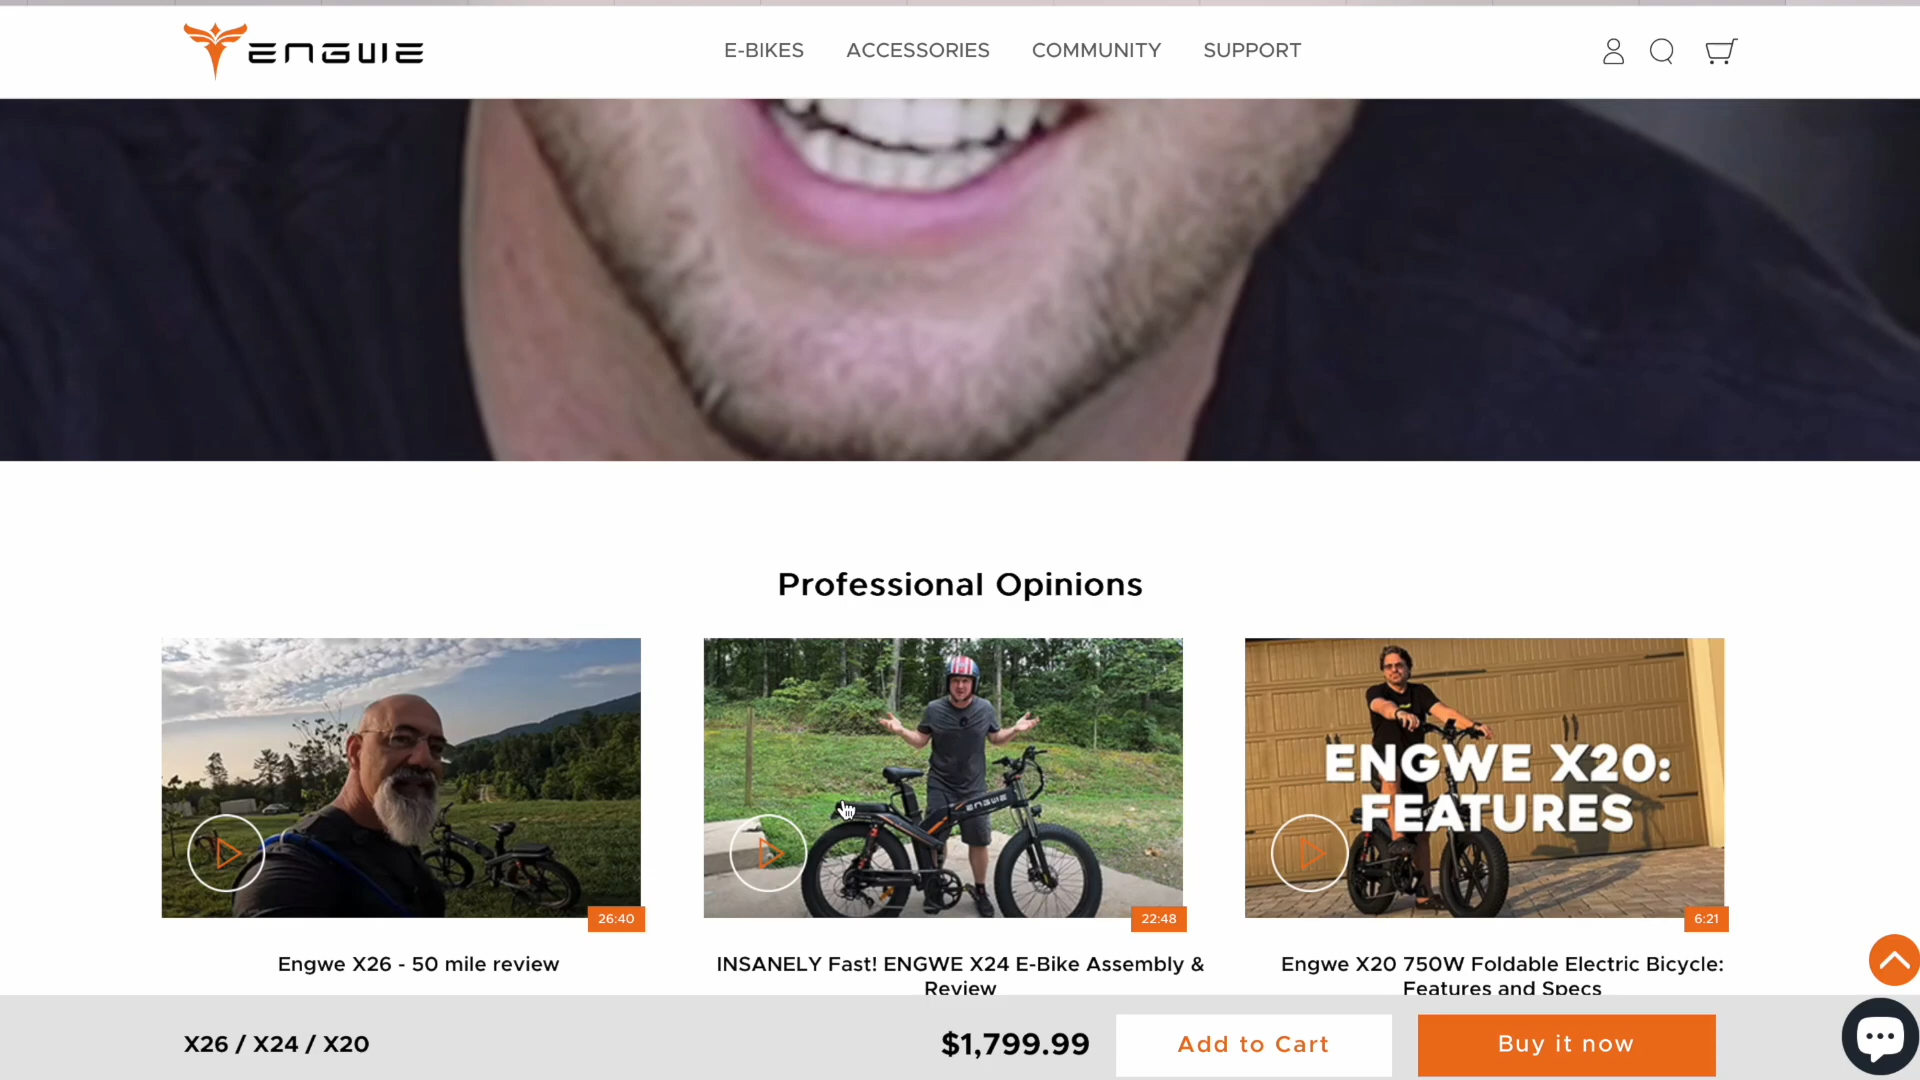 ENGWE
E-BIKES
ACCESSORIES
COMMUNITY
SUPPORT
Professional Opinions
ENGWE
ENGWE X20:
FEATURES
26:40
22:48
6:21
Engwe X26 - 50 mile review
INSANELY Fast! ENGWE X24 E-Bike Assembly &
Review
Engwe X20 750W Foldable Electric Bicycle:
Features and Specs
X26 / X24 / X20
$1,799.99
Add to Cart
Buy it now